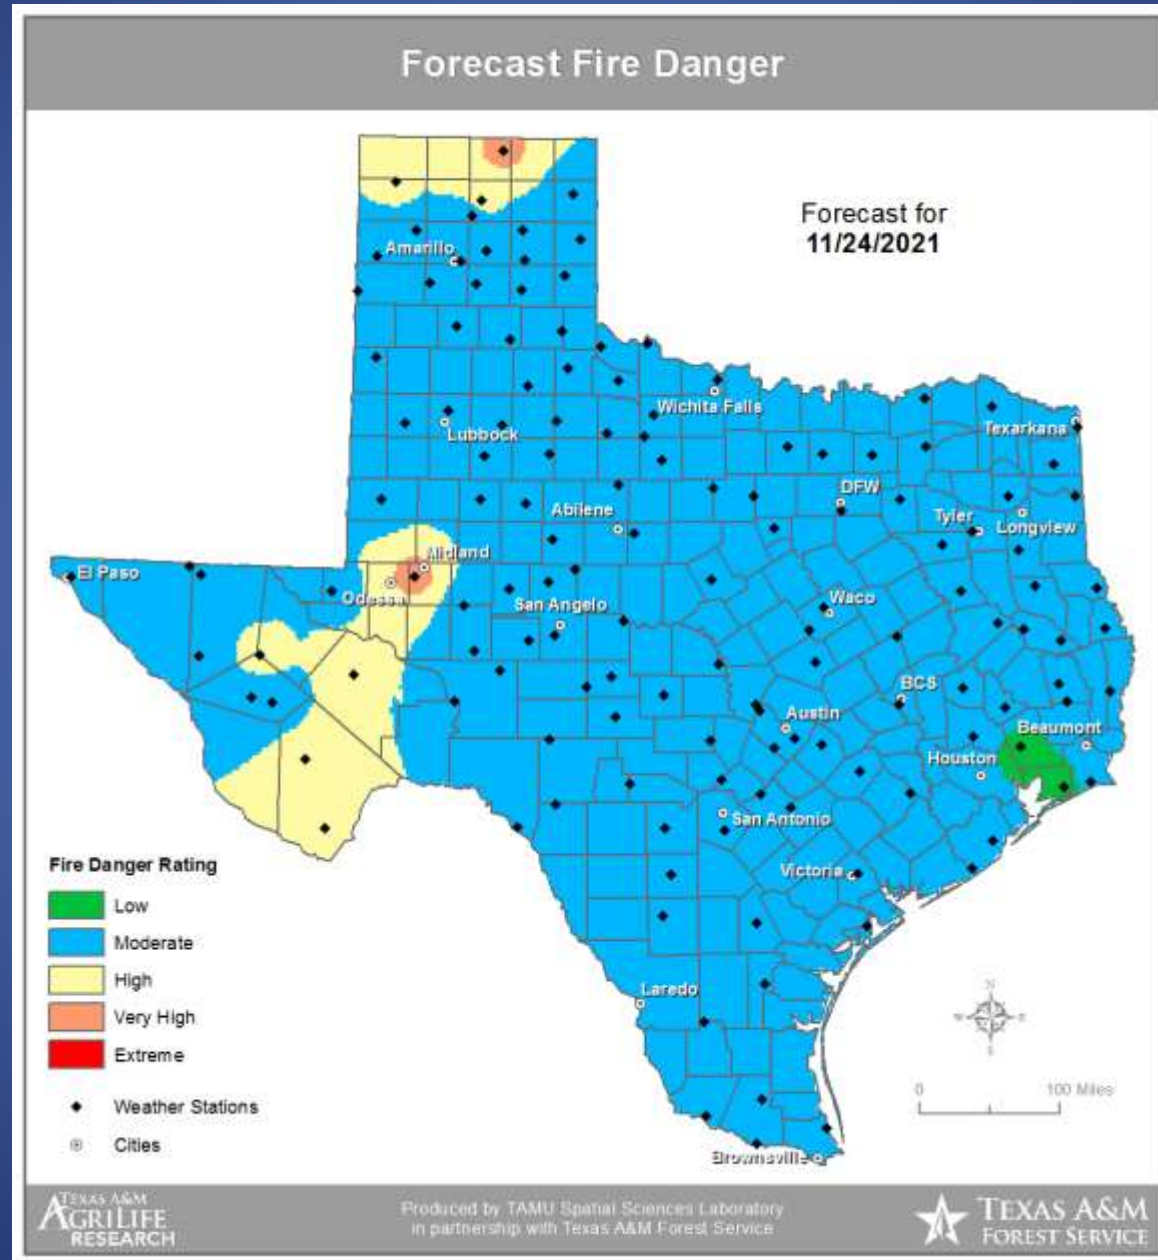 Forecast Fire Danger
Forecast for
11/24/2021
Amarillo
Wichita Falls
Lubbock
Texarkana
DFW
Abilene
Tyler
Longview
Midland
El Paso
Odessa
San Angelo
Waco
BCS
Austin
Beaumont
Houston
San Antonio
Victoria
Laredo
Brownsville
Fire Danger Rating
Low
Moderate
High
Very High
Extreme
Weather Stations
Cities
N
W
E
S
0 100 Miles
TEXAS A&M
AGRILIFE
RESEARCH
Produced by TAMU Spatial Sciences Laboratory
in partnership with Texas A&M Forest Service
TEXAS A&M
FOREST SERVICE